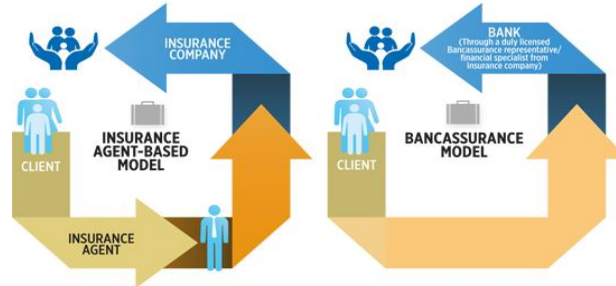 INSURANCE
COMPANY
INSURANCE
AGENT-BASED
MODEL
CLIENT
INSURANCE
AGENT
BANK
(Through a duly licensed
Bancassurance representative/
financial specialist from
insurance company)
BANCASSURANCE
MODEL
CLIENT